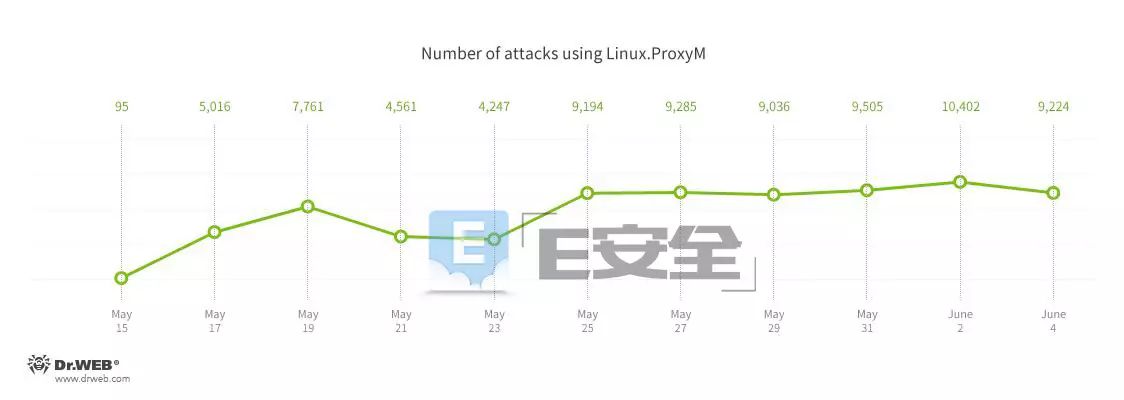 Number of attacks using Linux.ProxyM
95 5,016 7,761 4,561 4,247 9,194 9,285 9,036 9,505 10,402 9,224
E「E安全」
May May May May May May May May May June June
15 17 19 21 23 25 27 29 31 2 4
Dr.WEB®
www.drweb.com